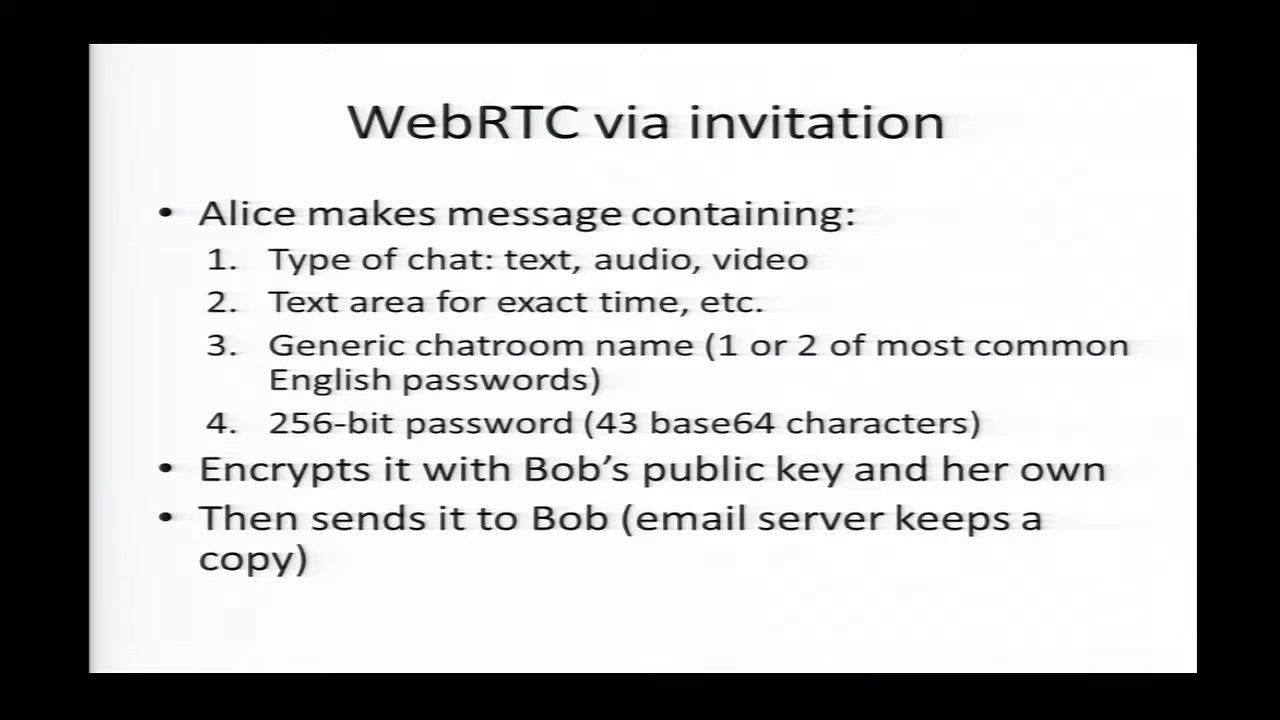 WebRTC via invitation
• Alice makes message containing:
1. Type of chat: text, audio, video
2. Text area for exact time, etc.
3. Generic chatroom name (1 or 2 of most common
English passwords)
4. 256-bit password (43 base64 characters)
• Encrypts it with Bob’s public key and her own
• Then sends it to Bob (email server keeps a
copy)